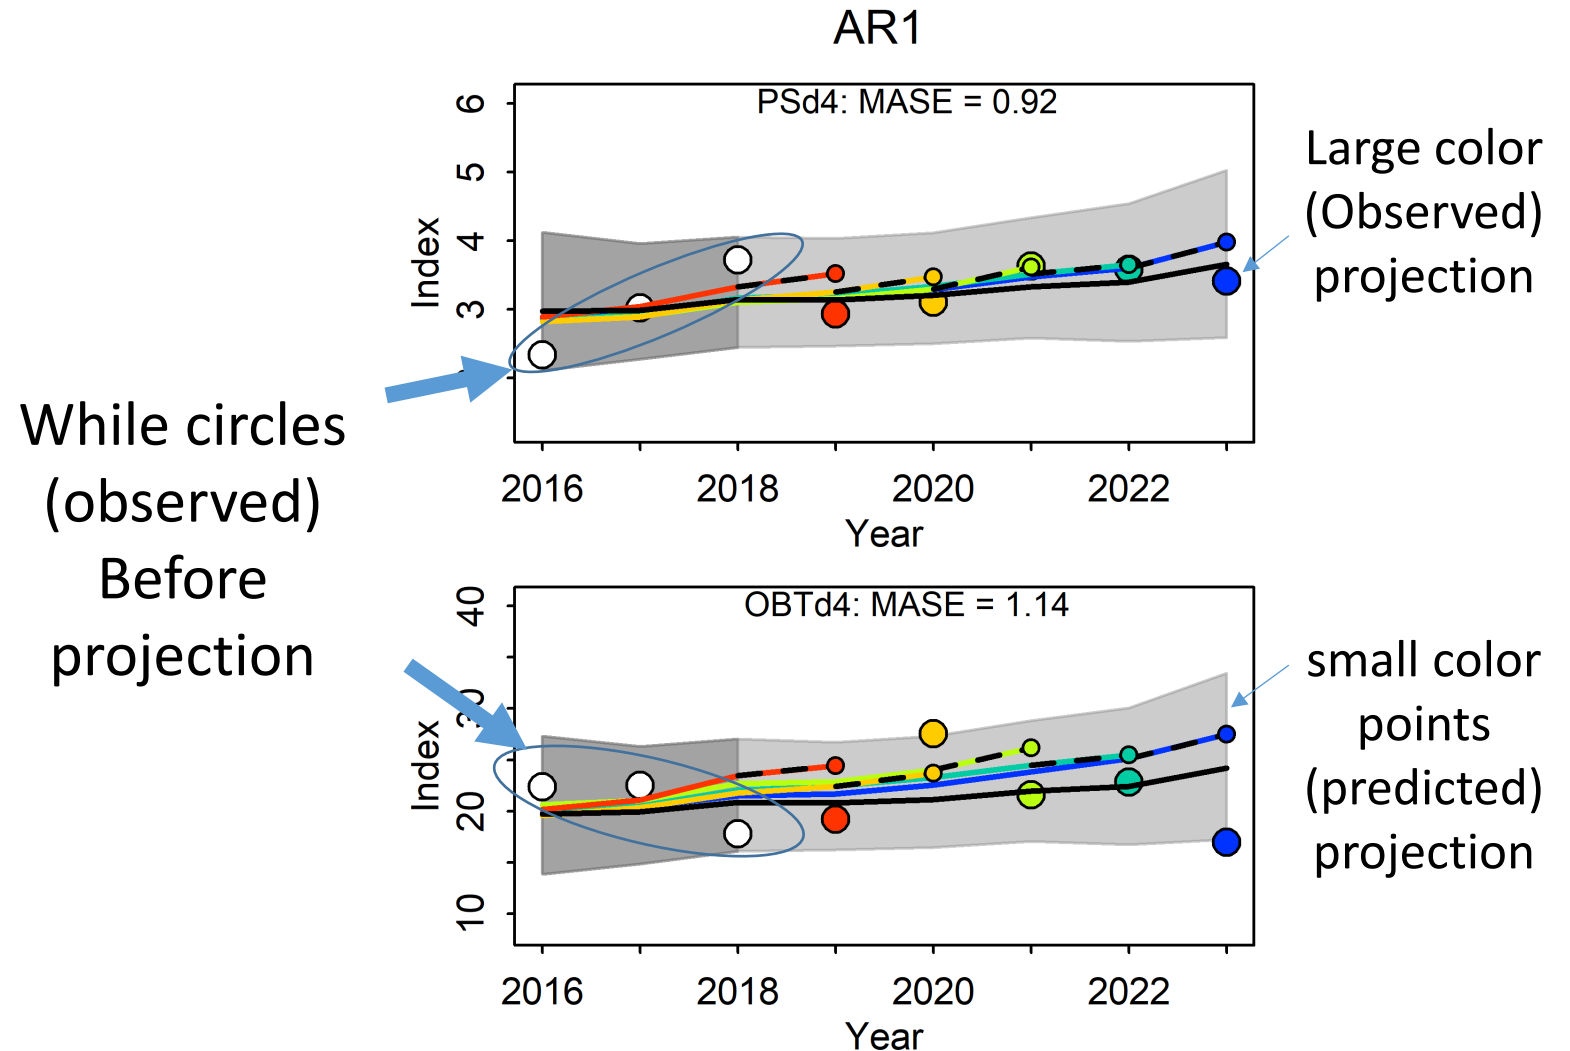 AR1
PSd4: MASE = 0.92
6
5
4
3
Index
2016 2018 2020 2022
Year
Large color
(Observed)
projection
While circles
(observed)
Before
projection
OBTd4: MASE = 1.14
40
30
20
10
Index
2016 2018 2020 2022
Year
small color
points
(predicted)
projection